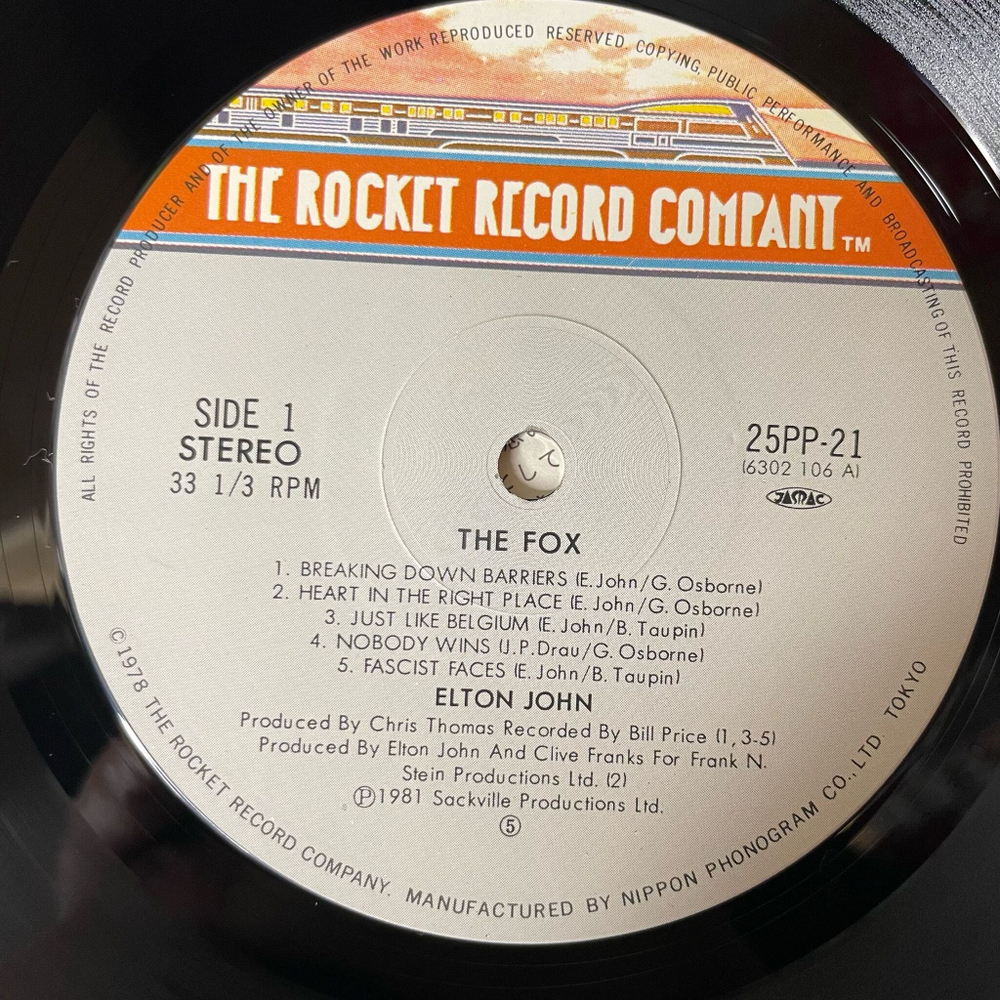 ALL RIGHTS OF THE RECORD PRODUCER AND OF THE OWNER OF THE WORK REPRODUCED RESERVED. COPYING, PUBLIC PERFORMANCE AND BROADCASTING OF THIS RECORD PROHIBITED
THE ROCKET RECORD COMPANY TM
SIDE 1
STEREO
33 1/3 RPM
25PP-21
(6302 106 A)
JASRAC
THE FOX
1. BREAKING DOWN BARRIERS (E.John/G. Osborne)
2. HEART IN THE RIGHT PLACE (E. John/G. Osborne)
3. JUST LIKE BELGIUM (E. John/B. Taupin)
4. NOBODY WINS (J.P.Drau/G. Osborne)
5. FASCIST FACES (E. John/B. Taupin)
ELTON JOHN
Produced By Chris Thomas Recorded By Bill Price (1, 3-5)
Produced By Elton John And Clive Franks For Frank N.
Stein Productions Ltd. (2)
℗1981 Sackville Productions Ltd.
⑤
©1978 THE ROCKET RECORD COMPANY. MANUFACTURED BY NIPPON PHONOGRAM CO., LTD. TOKYO